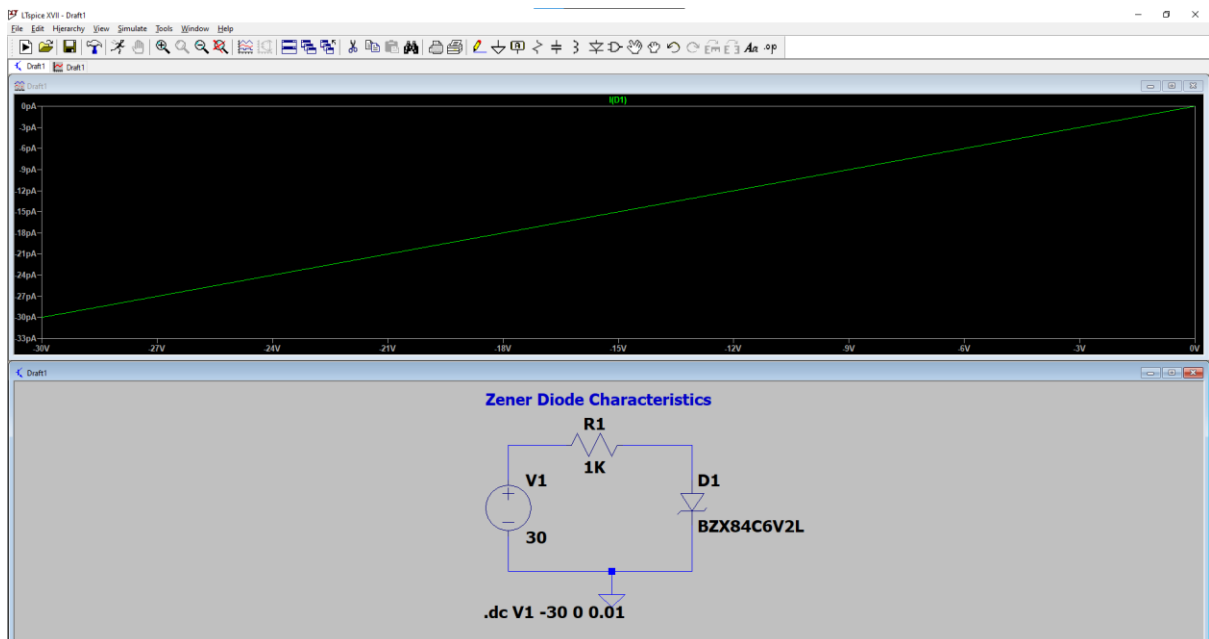 LTspice XVII - Draft1
File Edit Hierarchy View Simulate Tools Window Help
Draft1 Draft1
Draft1
I(D1)
0pA
-3pA
-6pA
-9pA
-12pA
-15pA
-18pA
-21pA
-24pA
-27pA
-30pA
-33pA
-30V -27V -24V -21V -18V -15V -12V -9V -6V -3V 0V
Draft1
Zener Diode Characteristics
R1
1K
V1
30
D1
BZX84C6V2L
.dc V1 -30 0 0.01